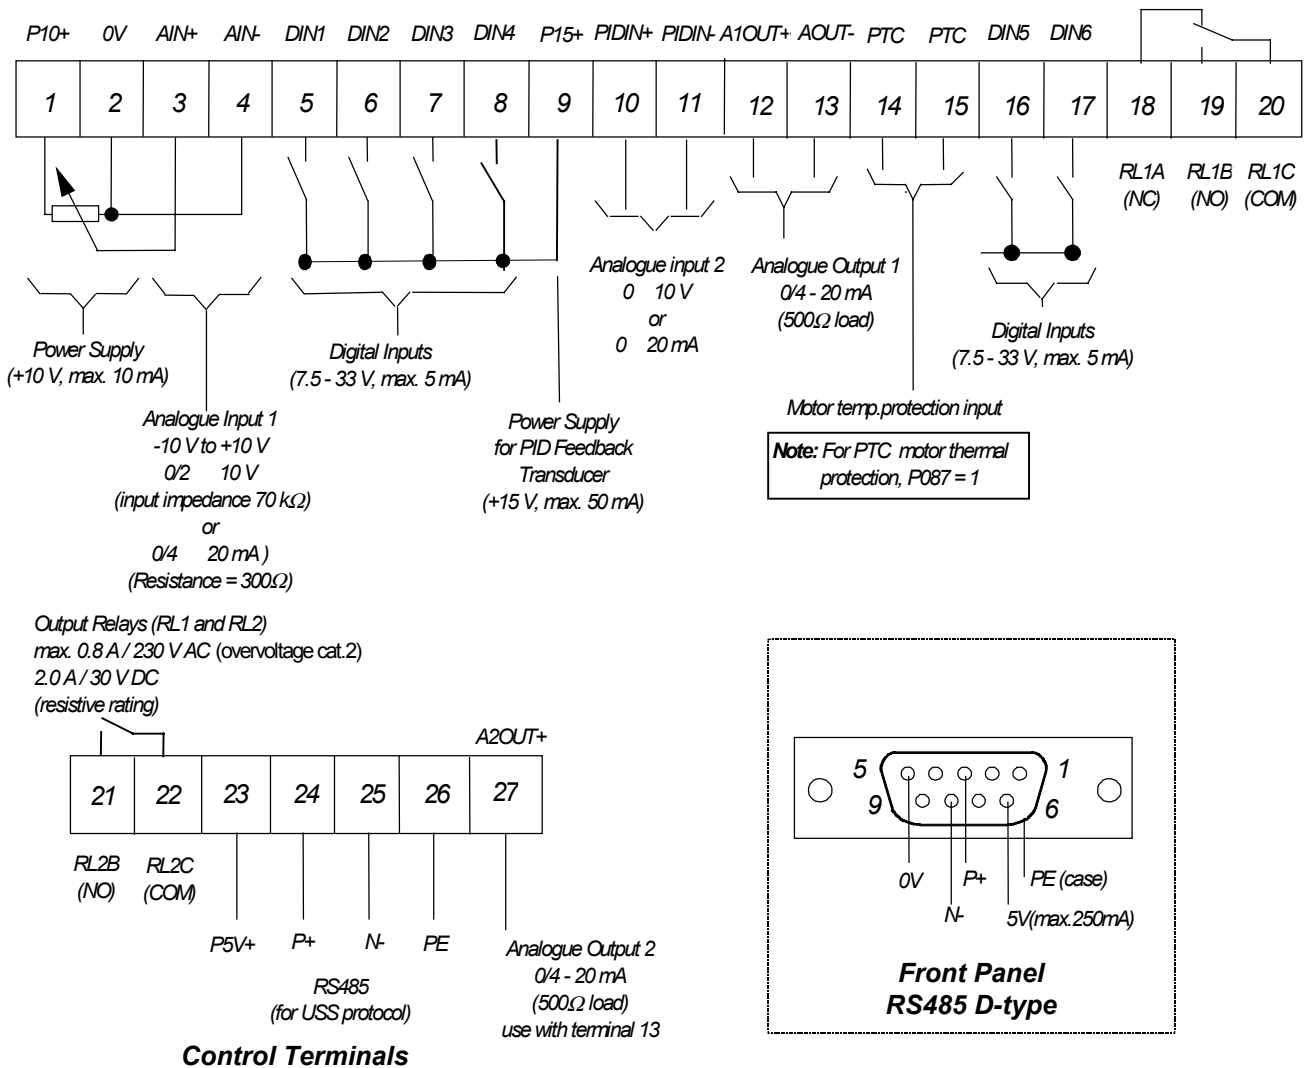 P10+ 0V AIN+ AIN- DIN1 DIN2 DIN3 DIN4 P15+ PIDIN+ PIDIN- A1OUT+ AOUT- PTC PTC DIN5 DIN6
1 2 3 4 5 6 7 8 9 10 11 12 13 14 15 16 17 18 19 20
RL1A
(NC)
RL1B
(NO)
RL1C
(COM)
Power Supply
(+10 V, max. 10 mA)
Analogue Input 1
-10 V to +10 V
0/2 10 V
(input impedance 70 kΩ)
or
0/4 20 mA )
(Resistance = 300Ω)
Digital Inputs
(7.5 - 33 V, max. 5 mA)
Power Supply
for PID Feedback
Transducer
(+15 V, max. 50 mA)
Analogue input 2
0 10 V
or
0 20 mA
Analogue Output 1
0/4 - 20 mA
(500Ω load)
Motor temp.protection input
Note: For PTC motor thermal
protection, P087 = 1
Digital Inputs
(7.5 - 33 V, max. 5 mA)
Output Relays (RL1 and RL2)
max. 0.8 A / 230 V AC (overvoltage cat.2)
2.0 A / 30 V DC
(resistive rating)
A2OUT+
21 22 23 24 25 26 27
RL2B
(NO)
RL2C
(COM)
P5V+ P+ N- PE
RS485
(for USS protocol)
Analogue Output 2
0/4 - 20 mA
(500Ω load)
use with terminal 13
Control Terminals
5 1
9 6
0V P+ PE (case)
N- 5V(max.250mA)
Front Panel
RS485 D-type